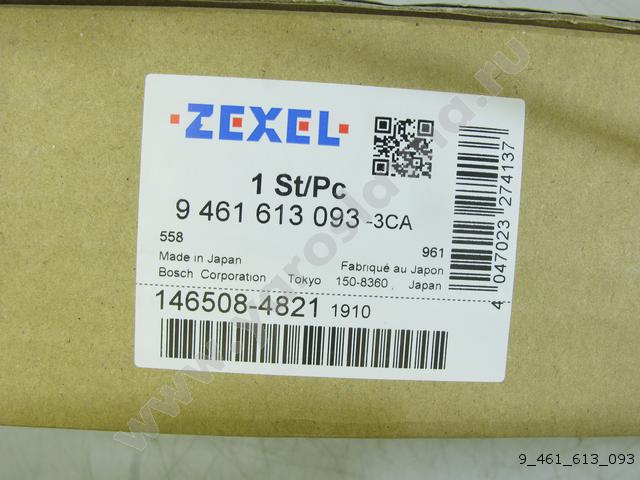 ZEXEL
1 St/Pc
9 461 613 093 -3CA
558
961
Made in Japan
Fabriqué au Japon
Bosch Corporation Tokyo 150-8360, Japan
146508-4821 1910
4 047023 274137
9_461_613_093